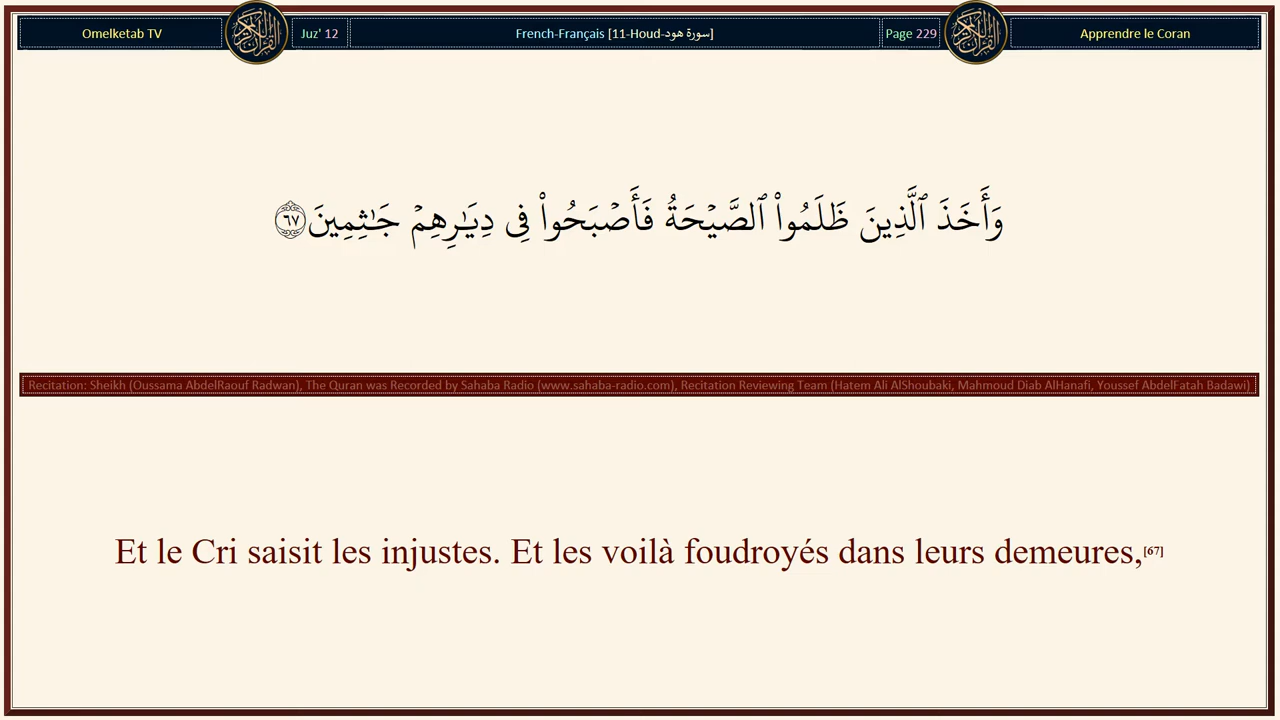 Omelketab TV
Juz' 12
French-Français [11-Houd-سورة هود]
Page 229
Apprendre le Coran
وَأَخَذَ ٱلَّذِينَ ظَلَمُوا۟ ٱلصَّيْحَةُ فَأَصْبَحُوا۟ فِى دِيَـٰرِهِمْ جَـٰثِمِينَ ٦٧
Recitation: Sheikh (Oussama AbdelRaouf Radwan), The Quran was Recorded by Sahaba Radio (www.sahaba-radio.com), Recitation Reviewing Team (Hatem Ali AlShoubaki, Mahmoud Diab AlHanafi, Youssef AbdelFatah Badawi)
Et le Cri saisit les injustes. Et les voilà foudroyés dans leurs demeures,[67]